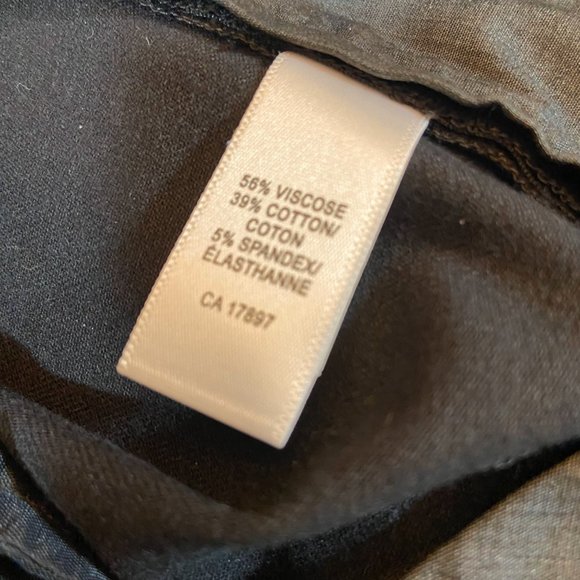 56% VISCOSE
39% COTTON/
COTON
5% SPANDEX/
ÉLASTHANNE
CA 17897